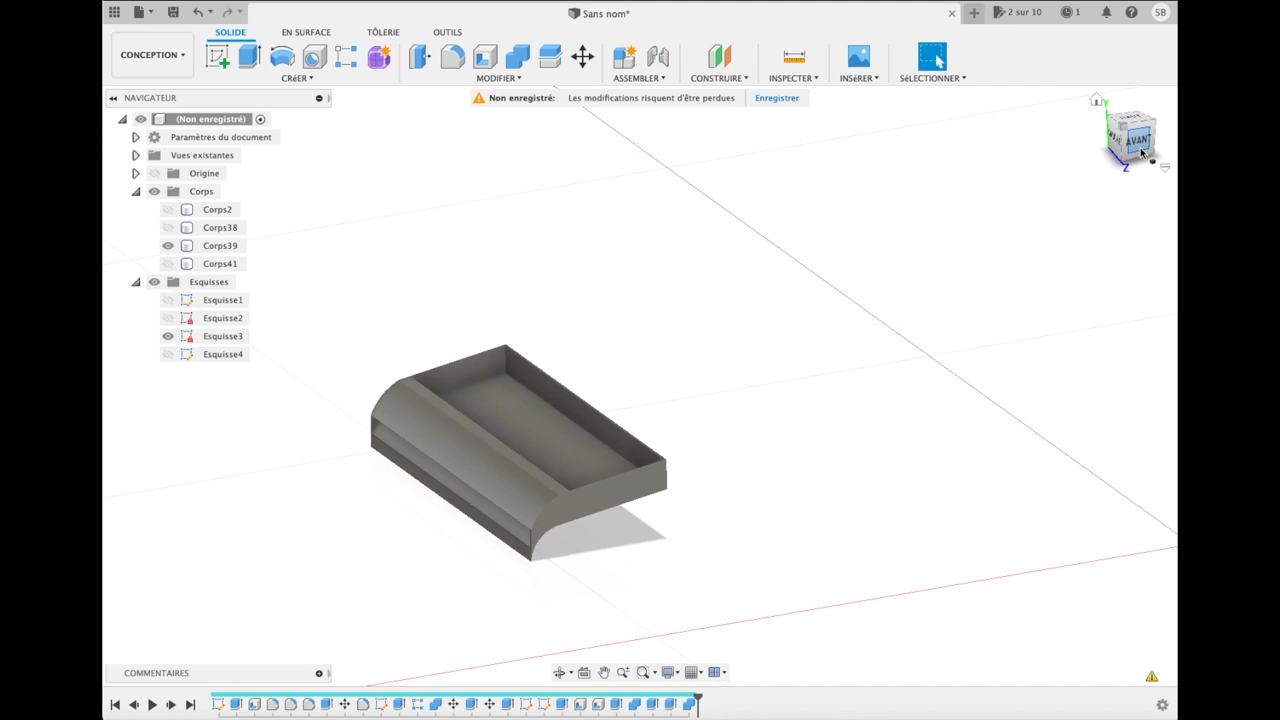 Sans nom*
2 sur 10
1
SB
CONCEPTION
SOLIDE
EN SURFACE
TÔLERIE
OUTILS
CRÉER
MODIFIER
ASSEMBLER
CONSTRUIRE
INSPECTER
INSÉRER
SÉLECTIONNER
NAVIGATEUR
Non enregistré: Les modifications risquent d'être perdues Enregistrer
(Non enregistré)
Paramètres du document
Vues existantes
Origine
Corps
Corps2
Corps38
Corps39
Corps41
Esquisses
Esquisse1
Esquisse2
Esquisse3
Esquisse4
Y
HAUT
AVANT
Z
COMMENTAIRES